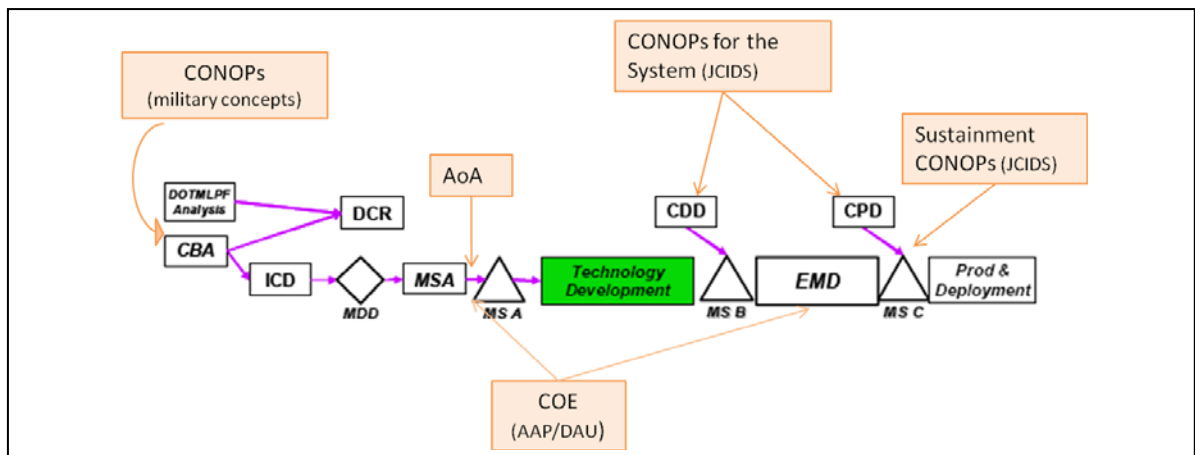 CONOPs
(military concepts)
CONOPs for the
System (JCIDS)
Sustainment
CONOPs (JCIDS)
AoA
DOTMLPF
Analysis
DCR
CBA
ICD
MDD
MSA
MS A
Technology
Development
CDD
MS B
EMD
CPD
MS C
Prod &
Deployment
COE
(AAP/DAU)